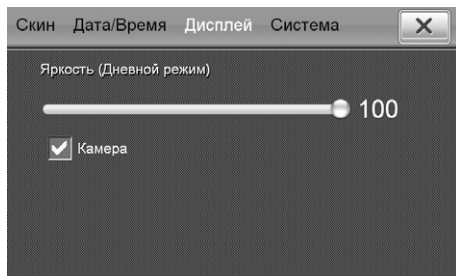 Скин Дата/Время Дисплей Система
Яркость (Дневной режим)
100
Камера